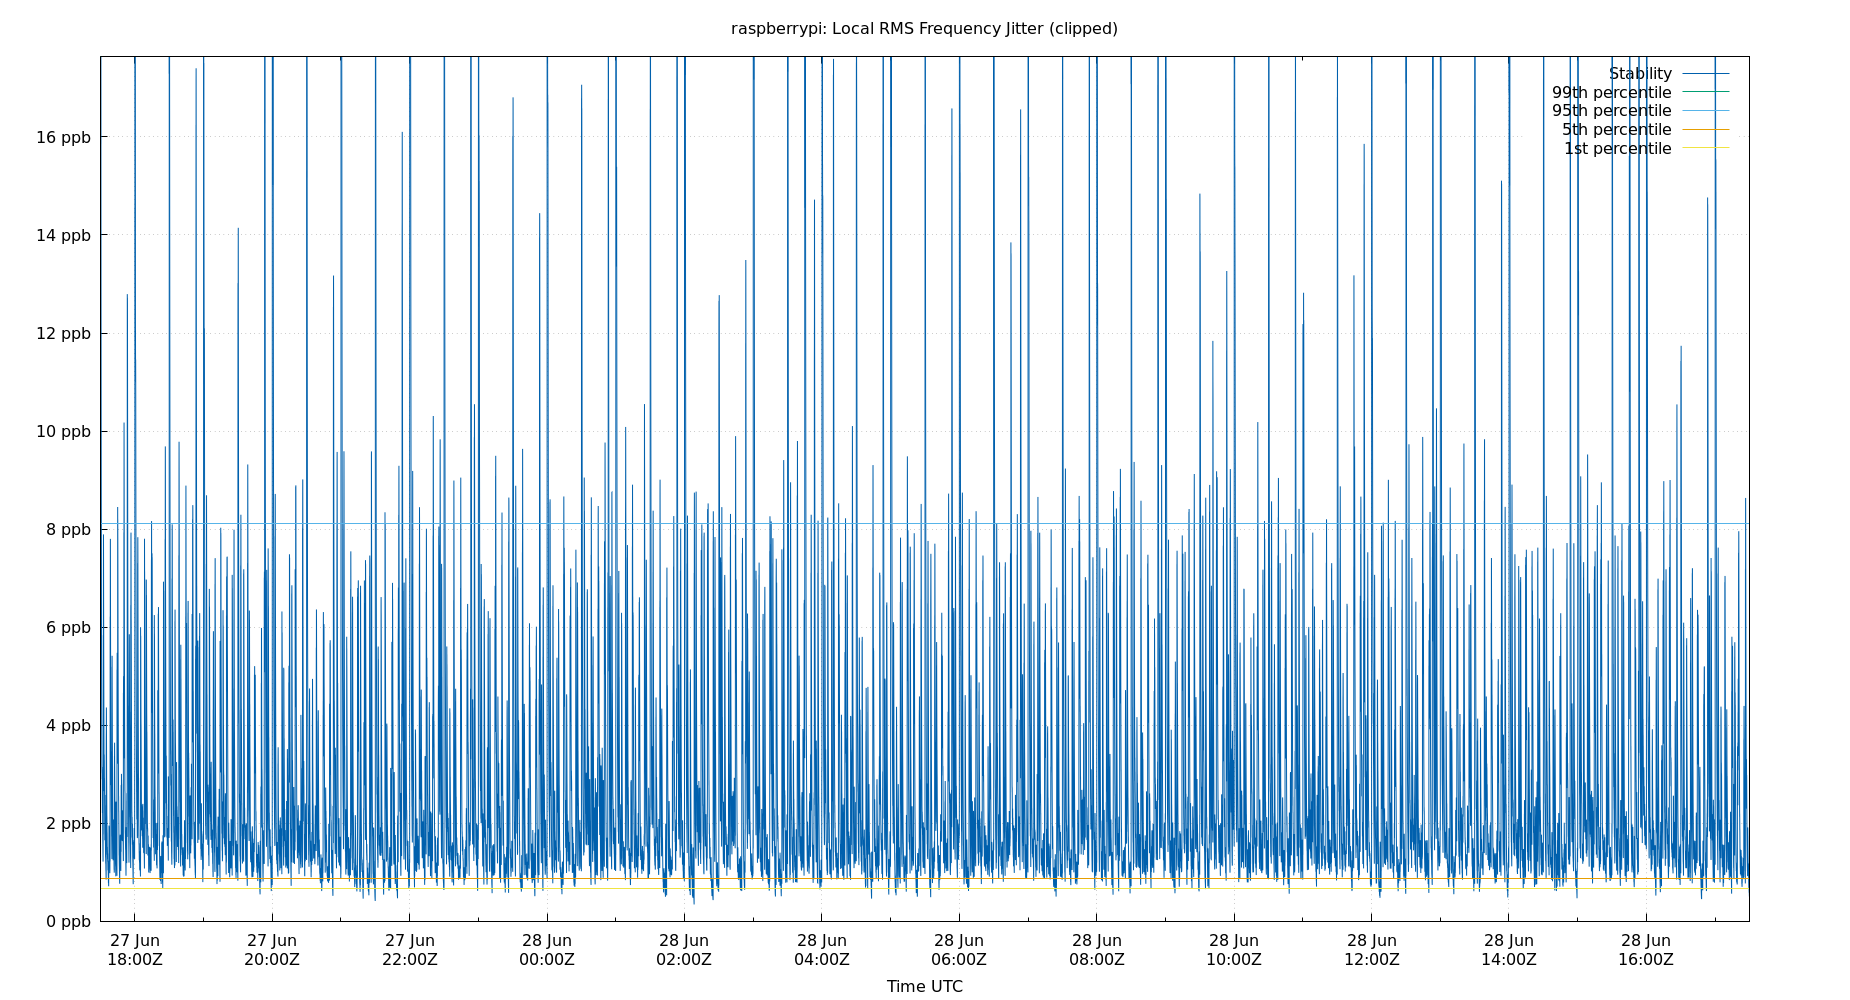 raspberrypi: Local RMS Frequency Jitter (clipped)
Stability
99th percentile
95th percentile
5th percentile
1st percentile
16 ppb
14 ppb
12 ppb
10 ppb
8 ppb
6 ppb
4 ppb
2 ppb
0 ppb
27 Jun 27 Jun 27 Jun 28 Jun 28 Jun 28 Jun 28 Jun 28 Jun 28 Jun 28 Jun 28 Jun 28 Jun
18:00Z 20:00Z 22:00Z 00:00Z 02:00Z 04:00Z 06:00Z 08:00Z 10:00Z 12:00Z 14:00Z 16:00Z
Time UTC